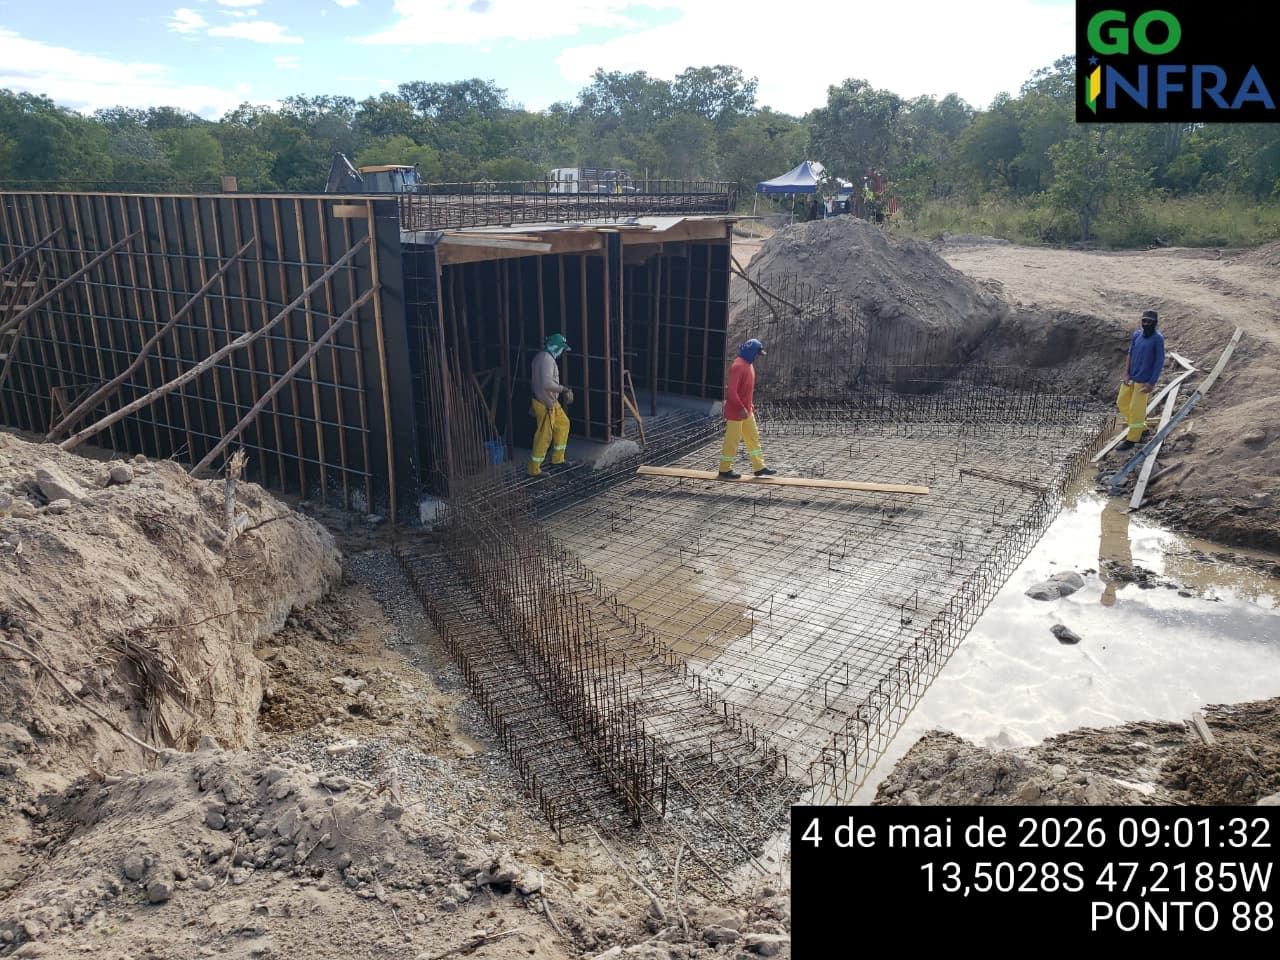 GO
INFRA
4 de mai de 2026 09:01:32
13,5028S 47,2185W
PONTO 88